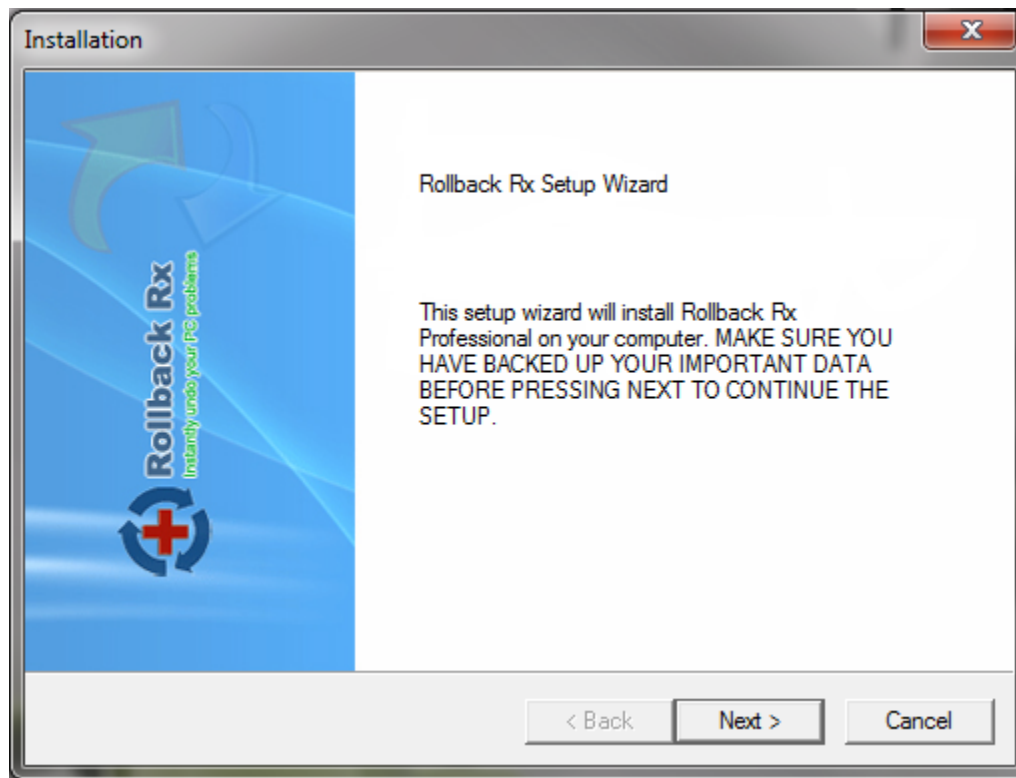 Installation
Rollback Rx
Instantly undo your PC problems
Rollback Rx Setup Wizard
This setup wizard will install Rollback Rx
Professional on your computer. MAKE SURE YOU
HAVE BACKED UP YOUR IMPORTANT DATA
BEFORE PRESSING NEXT TO CONTINUE THE
SETUP.
< Back Next > Cancel